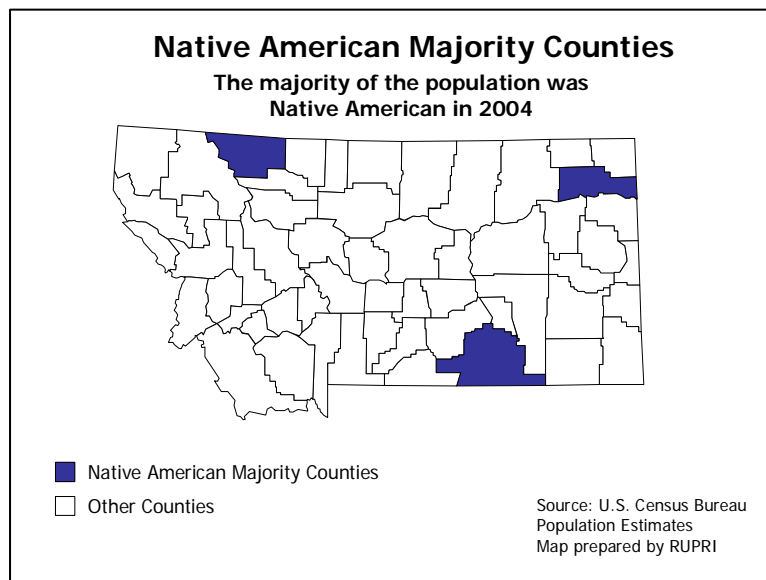 Native American Majority Counties
The majority of the population was
Native American in 2004
Native American Majority Counties
Other Counties
Source: U.S. Census Bureau
Population Estimates
Map prepared by RUPRI